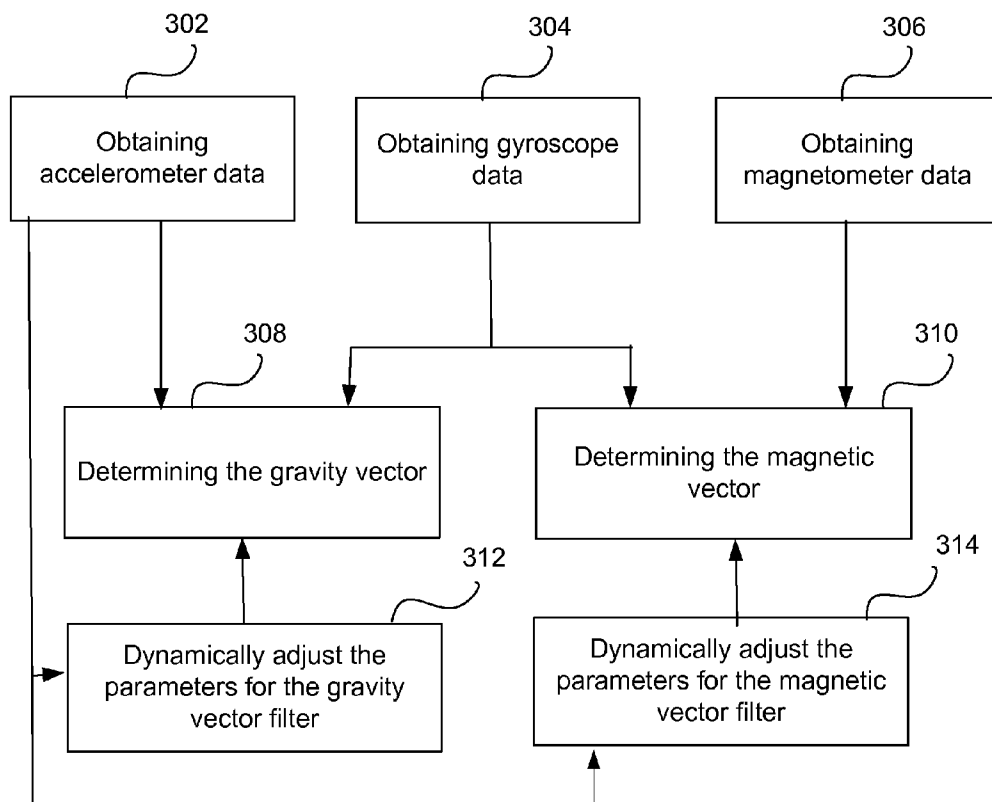 302
304
306
Obtaining
accelerometer data
Obtaining gyroscope
data
Obtaining
magnetometer data
308
310
Determining the gravity vector
Determining the magnetic
vector
312
314
Dynamically adjust the
parameters for the gravity
vector filter
Dynamically adjust the
parameters for the magnetic
vector filter